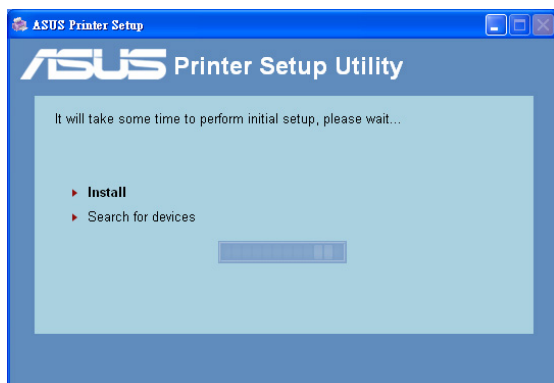 ASUS Printer Setup
ASUS Printer Setup Utility
It will take some time to perform initial setup, please wait...
Install
Search for devices